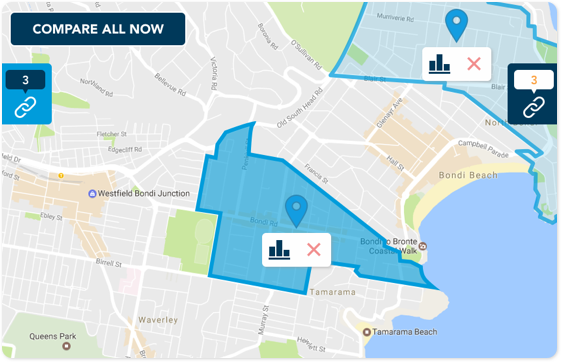 COMPARE ALL NOW
Murriverie Rd
O'Sullivan Rd
Victoria Rd
Bellevue Rd
Blair St
Blair
3
3
Old South Head Rd
Glenayr Ave
Nort
Fletcher St
Edgecliff Rd
Campbell Parade
Hall St
Francis St
Bondi Beach
Westfield Bondi Junction
Ebley St
Bondi Rd
Bondi to Bronte
Coastal Walk
Birrell St
Tamarama
Waverley
Murray St
Queens Park
Tamarama Beach